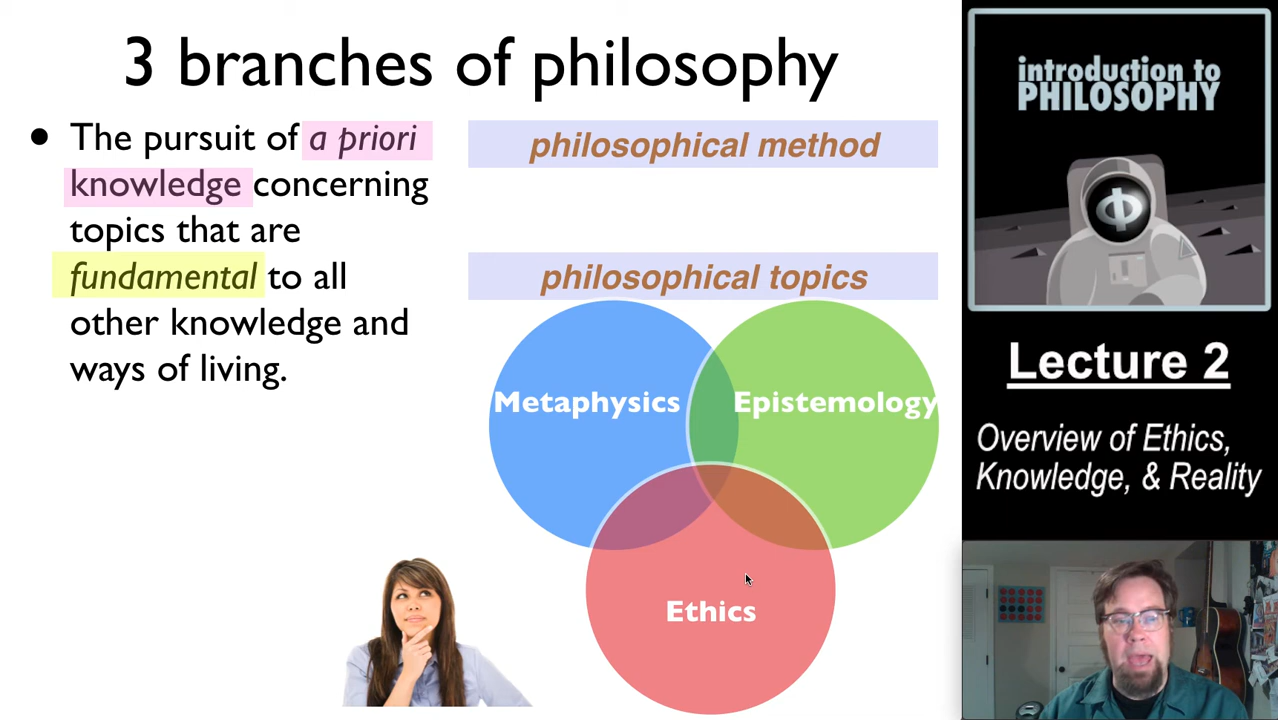 3 branches of philosophy
• The pursuit of a priori
knowledge concerning
topics that are
fundamental to all
other knowledge and
ways of living.
philosophical method
philosophical topics
Metaphysics
Epistemology
Ethics
introduction to
PHILOSOPHY
Φ
Lecture 2
Overview of Ethics,
Knowledge, & Reality